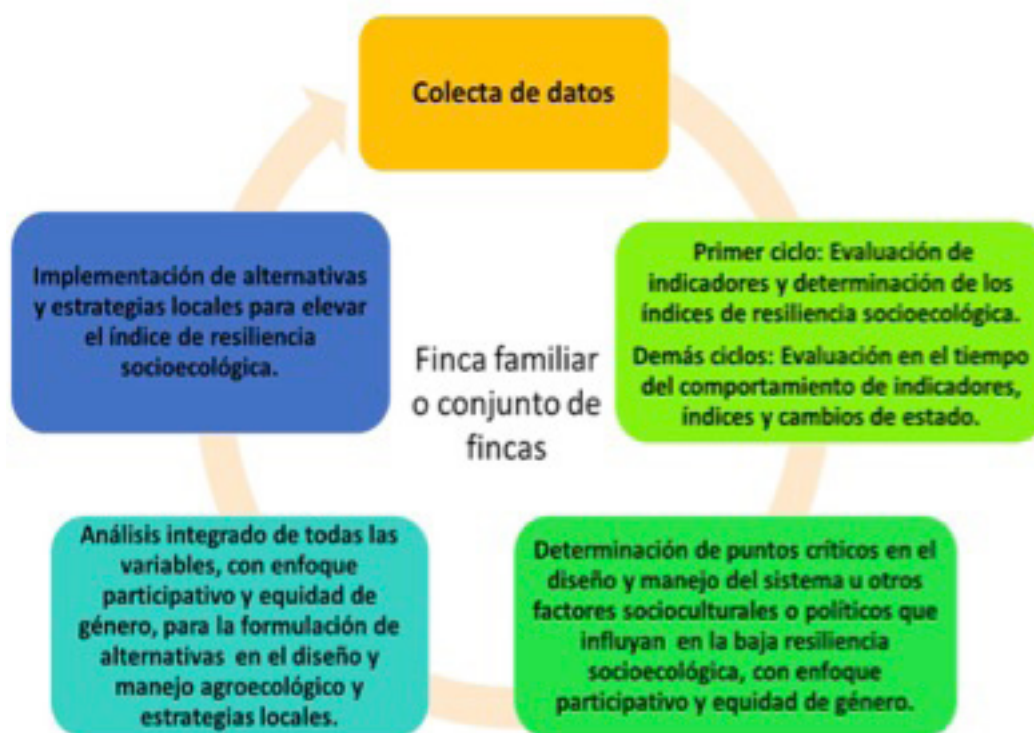 Colecta de datos
Primer ciclo: Evaluación de
indicadores y determinación de los
índices de resiliencia socioecológica.
Demás ciclos: Evaluación en el tiempo
del comportamiento de indicadores,
índices y cambios de estado.
Determinación de puntos críticos en el
diseño y manejo del sistema u otros
factores socioculturales o políticos que
influyan en la baja resiliencia
socioecológica, con enfoque
participativo y equidad de género.
Análisis integrado de todas las
variables, con enfoque
participativo y equidad de
género, para la formulación de
alternativas en el diseño y
manejo agroecológico y
estrategias locales.
Implementación de alternativas
y estrategias locales para elevar
el índice de resiliencia
socioecológica.
Finca familiar
o conjunto de
fincas